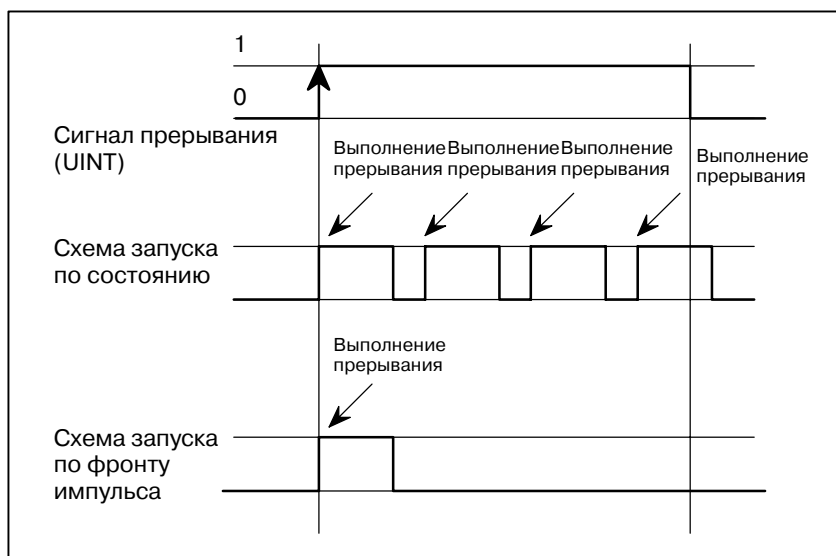 1
0
Сигнал прерывания
(UINT)
Выполнение
прерывания
Выполнение
прерывания
Выполнение
прерывания
Выполнение
прерывания
Схема запуска
по состоянию
Выполнение
прерывания
Схема запуска
по фронту
импульса